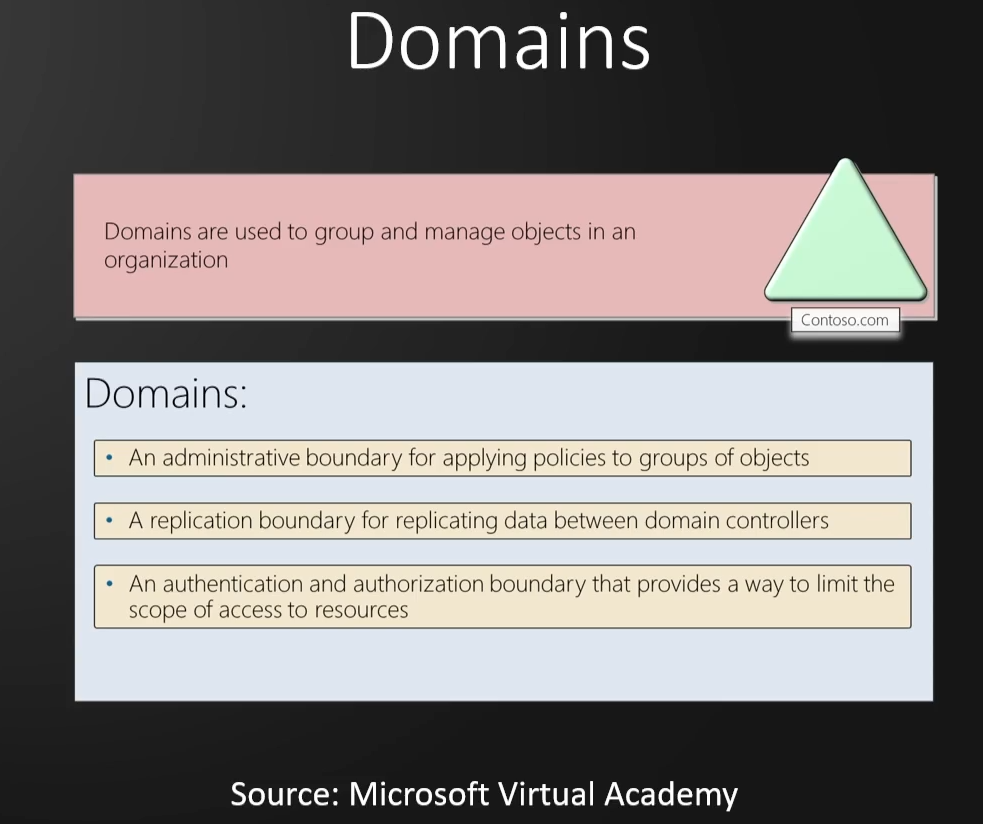 Domains
Domains are used to group and manage objects in an
organization
Contoso.com
Domains:
• An administrative boundary for applying policies to groups of objects
• A replication boundary for replicating data between domain controllers
• An authentication and authorization boundary that provides a way to limit the
scope of access to resources
Source: Microsoft Virtual Academy